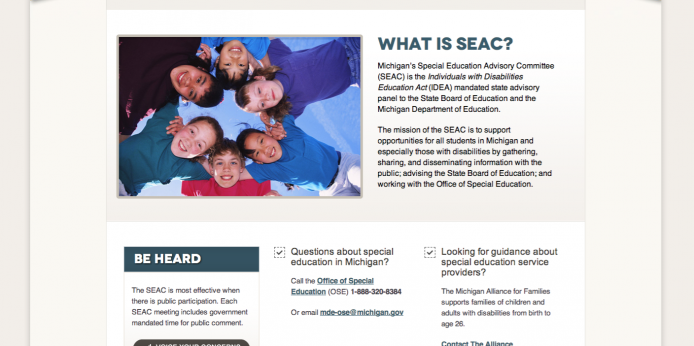 WHAT IS SEAC?
Michigan's Special Education Advisory Committee
(SEAC) is the Individuals with Disabilities
Education Act (IDEA) mandated state advisory
panel to the State Board of Education and the
Michigan Department of Education.
The mission of the SEAC is to support
opportunities for all students in Michigan and
especially those with disabilities by gathering,
sharing, and disseminating information with the
public; advising the State Board of Education; and
working with the Office of Special Education.
BE HEARD
The SEAC is most effective when
there is public participation. Each
SEAC meeting includes government
mandated time for public comment.
Questions about special
education in Michigan?
Call the Office of Special
Education (OSE) 1-888-320-8384
Or email mde-ose@michigan.gov
Looking for guidance about
special education service
providers?
The Michigan Alliance for Families
supports families of children and
adults with disabilities from birth to
age 26.
Contact The Alliance